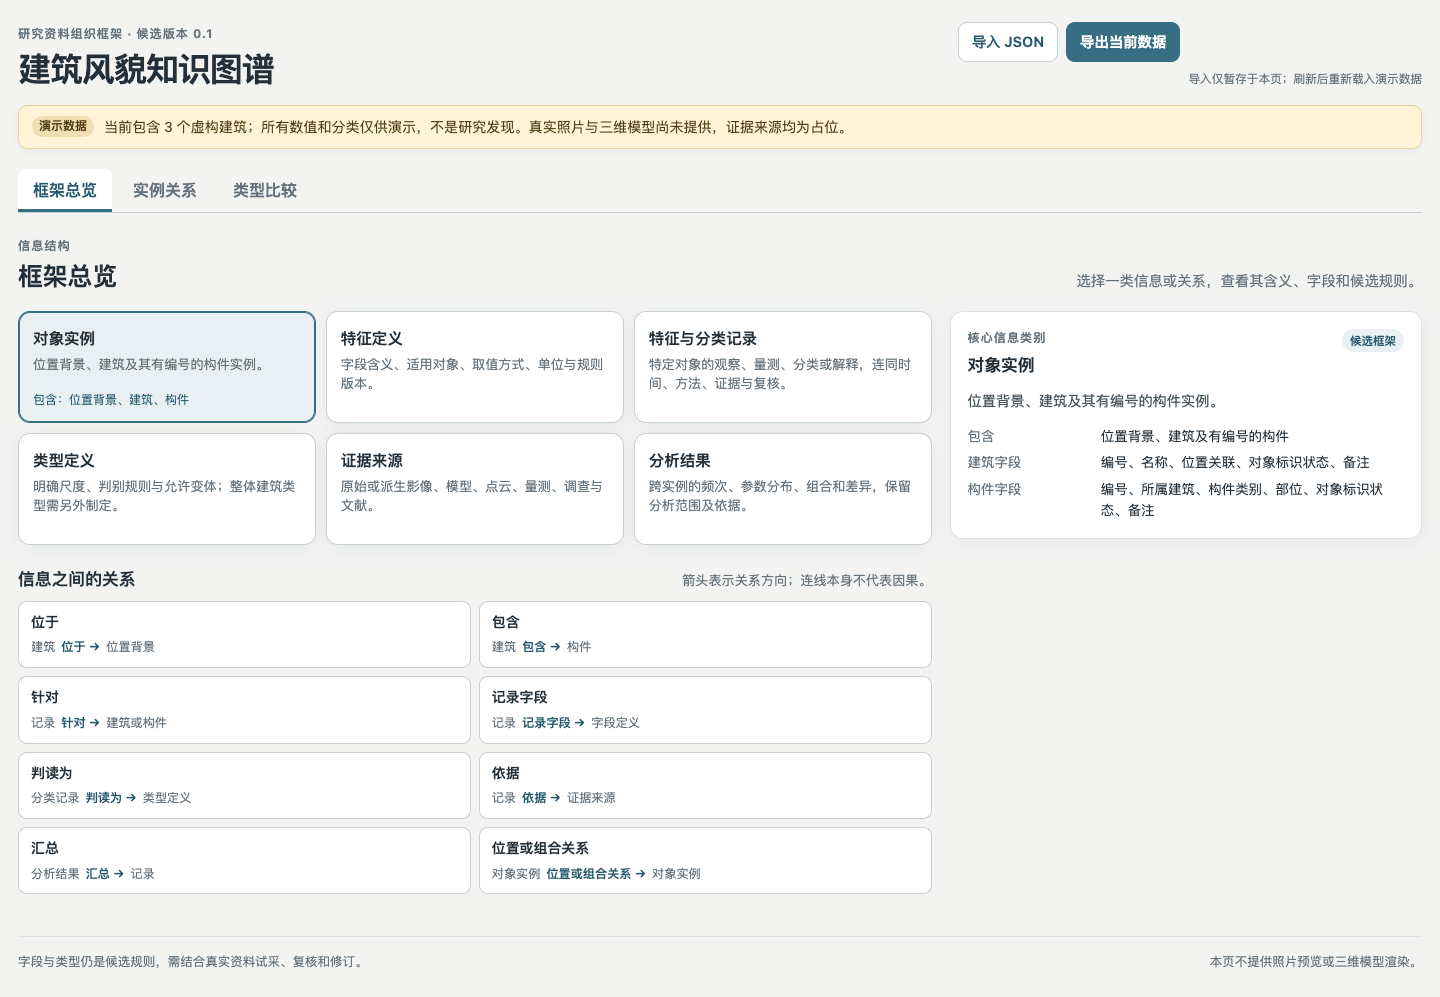 研究资料组织框架 · 候选版本 0.1
建筑风貌知识图谱
导入 JSON
导出当前数据
导入仅暂存于本页；刷新后重新载入演示数据
演示数据 当前包含 3 个虚构建筑；所有数值和分类仅供演示，不是研究发现。真实照片与三维模型尚未提供，证据来源均为占位。
框架总览 实例关系 类型比较
信息结构
框架总览
选择一类信息或关系，查看其含义、字段和候选规则。
对象实例
位置背景、建筑及其有编号的构件实例。
包含：位置背景、建筑、构件
特征定义
字段含义、适用对象、取值方式、单位与规则
版本。
特征与分类记录
特定对象的观察、量测、分类或解释，连同时
间、方法、证据与复核。
类型定义
明确尺度、判别规则与允许变体；整体建筑类
型需另外制定。
证据来源
原始或派生影像、模型、点云、量测、调查与
文献。
分析结果
跨实例的频次、参数分布、组合和差异，保留
分析范围及依据。
核心信息类别
候选框架
对象实例
位置背景、建筑及其有编号的构件实例。
包含 位置背景、建筑及有编号的构件
建筑字段 编号、名称、位置关联、对象标识状态、备注
构件字段 编号、所属建筑、构件类别、部位、对象标识状
态、备注
信息之间的关系
箭头表示关系方向；连线本身不代表因果。
位于
建筑 位于 → 位置背景
包含
建筑 包含 → 构件
针对
记录 针对 → 建筑或构件
记录字段
记录 记录字段 → 字段定义
判读为
分类记录 判读为 → 类型定义
依据
记录 依据 → 证据来源
汇总
分析结果 汇总 → 记录
位置或组合关系
对象实例 位置或组合关系 → 对象实例
字段与类型仍是候选规则，需结合真实资料试采、复核和修订。
本页不提供照片预览或三维模型渲染。